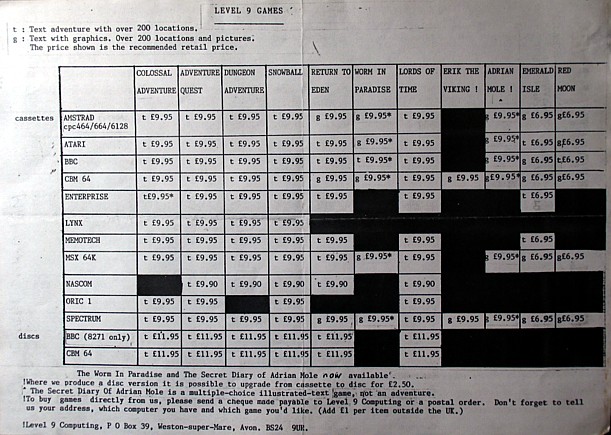 LEVEL 9 GAMES
t : Text adventure with over 200 locations.
g : Text with graphics. Over 200 locations and pictures.
The price shown is the recommended retail price.
COLOSSAL ADVENTURE ADVENTURE QUEST DUNGEON ADVENTURE SNOWBALL RETURN TO EDEN WORM IN PARADISE LORDS OF TIME ERIK THE VIKING ! ADRIAN MOLE ! EMERALD ISLE RED MOON
cassettes
AMSTRAD cpc464/664/6128 t £9.95 t £9.95 t £9.95 t £9.95 g £9.95 g £9.95* t £9.95 g £9.95* g £6.95 g£6.95
ATARI t £9.95 t £9.95 t £9.95 t £9.95 g £9.95 g £9.95* t £9.95 g £9.95* t £6.95 g£6.95
BBC t £9.95 t £9.95 t £9.95 t £9.95 t £9.95 t £9.95* t £9.95 g £9.95* t £6.95 g£6.95
CBM 64 t £9.95 t £9.95 t £9.95 t £9.95 g £9.95 g £9.95* t £9.95 g £9.95 g£9.95* g £6.95 g£6.95
ENTERPRISE t£9.95* t £9.95 t £9.95 t £9.95 t £9.95 t £9.95 t £6.95
LYNX t £9.95 t £9.95 t £9.95 t £9.95
MEMOTECH t £9.95 t £9.95 t £9.95 t £9.95 t £9.95 t £9.95 t £6.95
MSX 64K t £9.95 t £9.95 t £9.95 t £9.95 t £9.95 g £9.95* t £9.95 g £9.95* g £6.95 g£6.95
NASCOM t £9.90 t £9.90 t £9.90 t £9.90 t £9.90
ORIC 1 t £9.95 t £9.95 t £9.95 t £9.95
SPECTRUM t £9.95 t £9.95 t £9.95 t £9.95 g £9.95 g £9.95* t £9.95 g £9.95 g £9.95* g £6.95 g£6.95
discs
BBC (8271 only) t £11.95 t £11.95 t £11.95 t £11.95 t £11.95 t £11.95
CBM 64 t £11.95 t £11.95 t £11.95 t £11.95 t £11.95 t £11.95
The Worm In Paradise and The Secret Diary of Adrian Mole now available.
!Where we produce a disc version it is possible to upgrade from cassette to disc for £2.50.
* The Secret Diary Of Adrian Mole is a multiple-choice illustrated-text game, not an adventure.
!To buy games directly from us, please send a cheque made payable to Level 9 Computing or a postal order. Don't forget to
tell us your address, which computer you have and which game you'd like. (Add £1 per item outside the UK.)
!Level 9 Computing, P O Box 39, Weston-super-Mare, Avon. BS24 9UR.